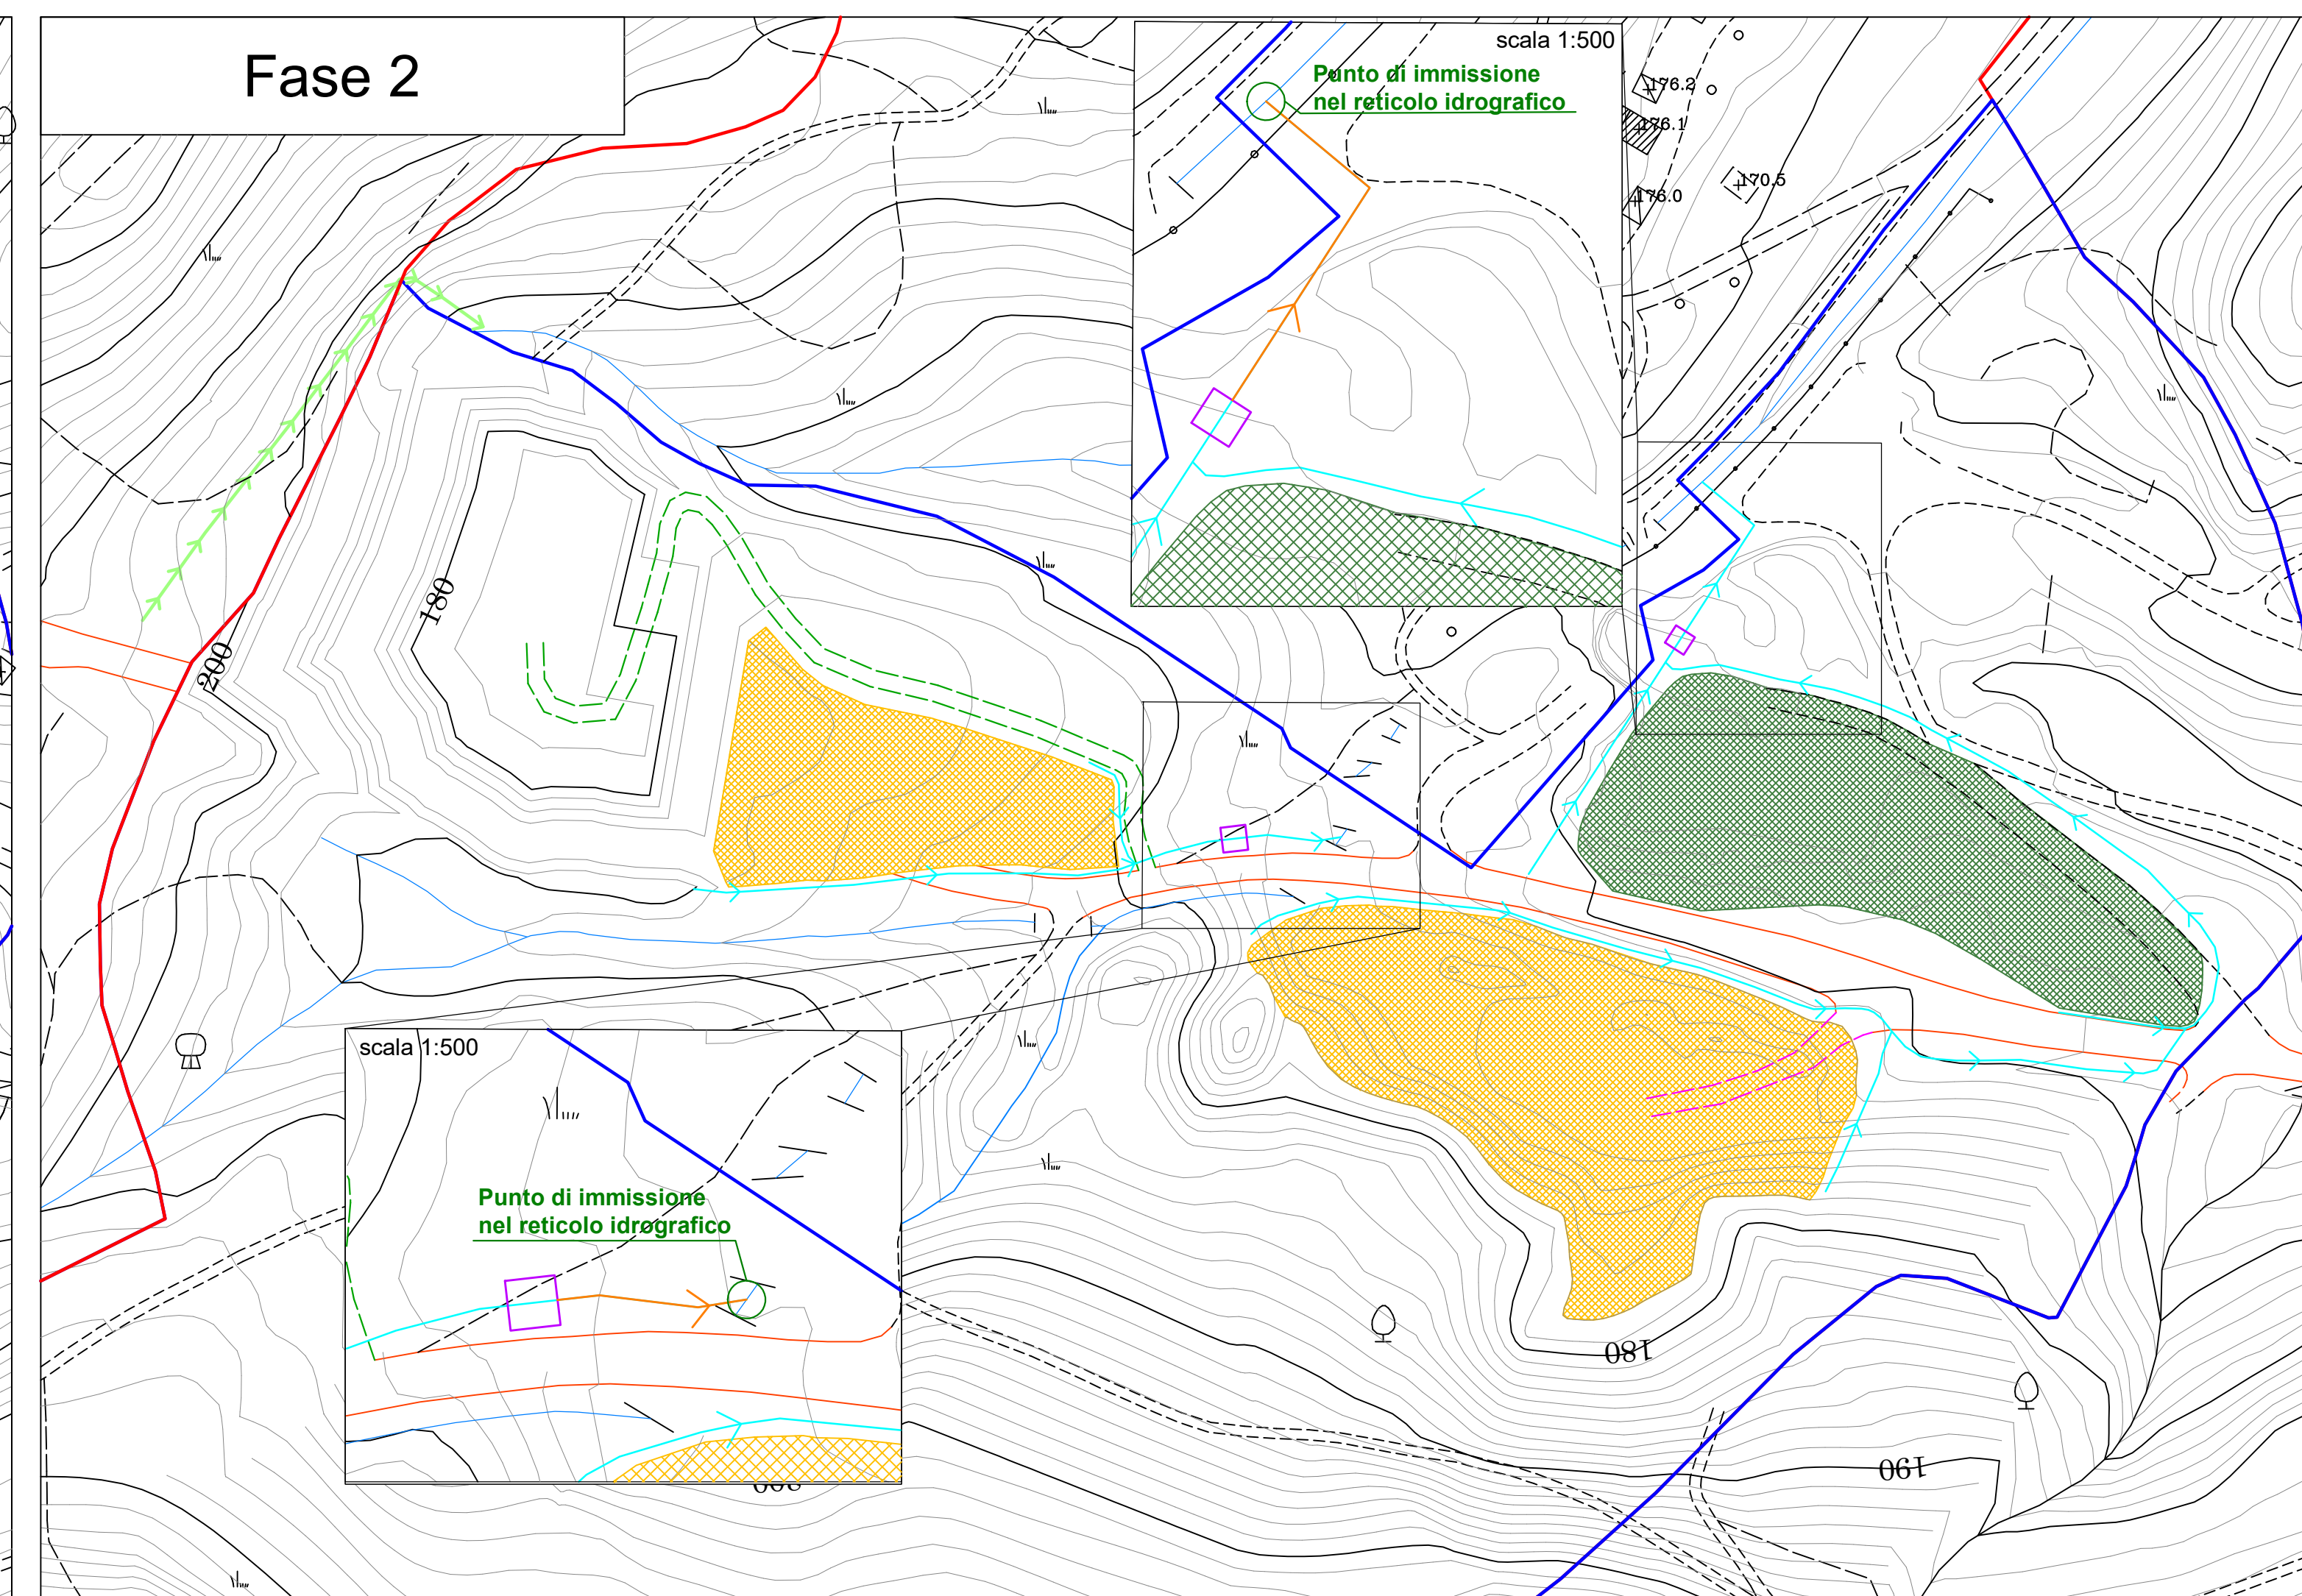 Fase 2
scala 1:500
Punto di immissione
nel reticolo idrografico
176.2
176.1
176.0
170.5
180
200
scala 1:500
Punto di immissione
nel reticolo idrografico
180
190